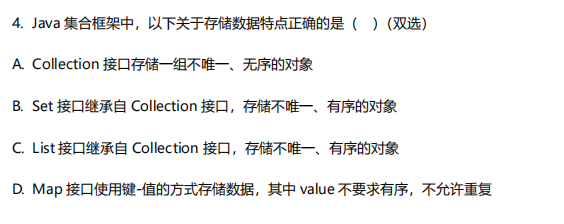 4. Java 集合框架中，以下关于存储数据特点正确的是（ ）（双选）
A. Collection 接口存储一组不唯一、无序的对象
B. Set 接口继承自 Collection 接口，存储不唯一、有序的对象
C. List 接口继承自 Collection 接口，存储不唯一、有序的对象
D. Map 接口使用键-值的方式存储数据，其中 value 不要求有序，不允许重复